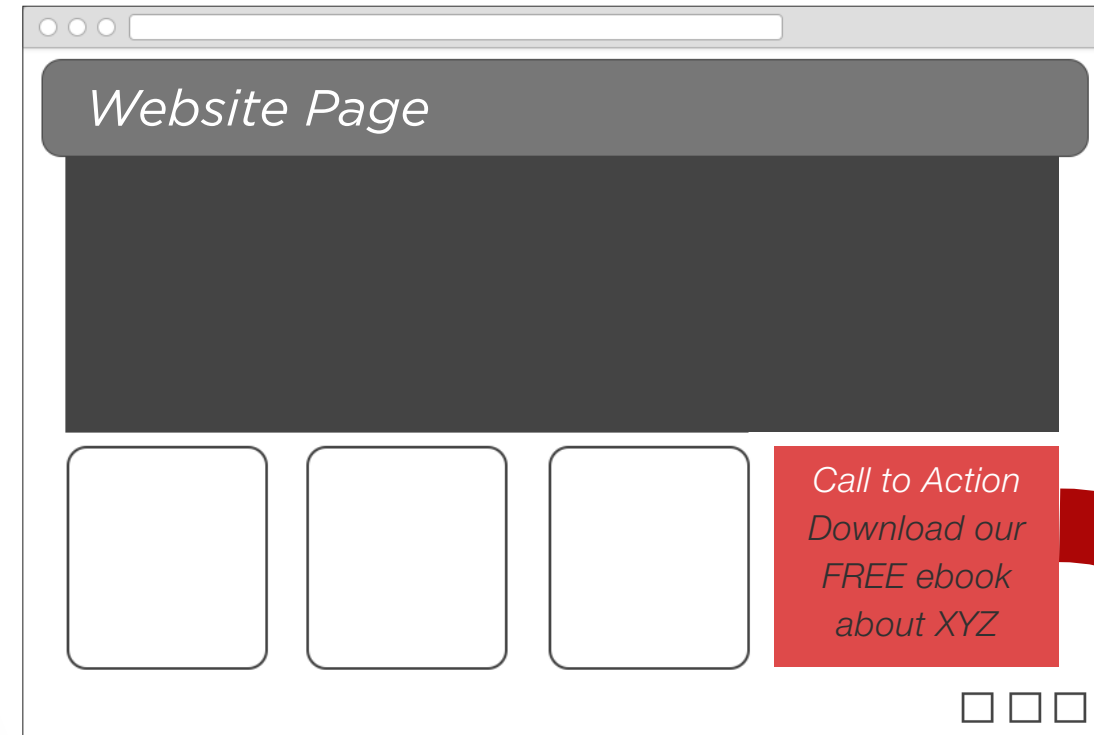 Website Page
Call to Action
Download our
FREE ebook
about XYZ